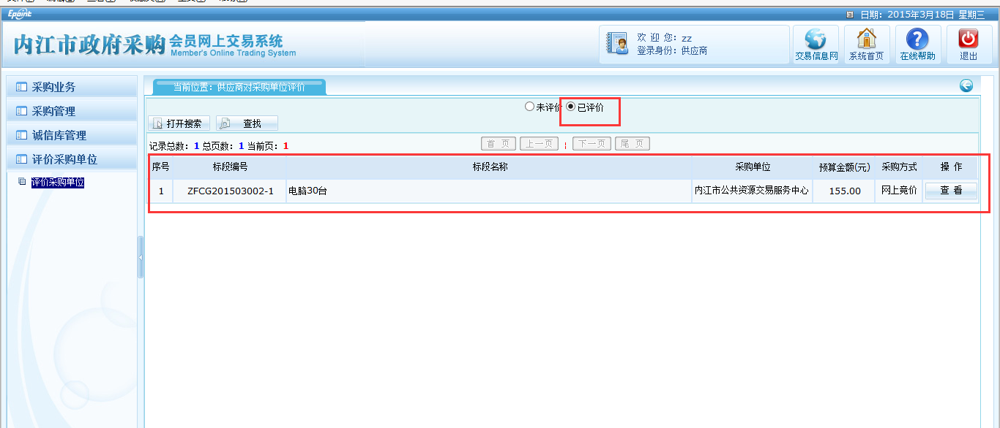 Epoint
日期：2015年3月18日 星期三
内江市政府采购 会员网上交易系统
Member's Online Trading System
欢 迎 您：zz
登录身份：供应商
交易信息网 系统首页 在线帮助 退出
采购业务
采购管理
诚信库管理
评价采购单位
评价采购单位
当前位置：供应商对采购单位评价
未评价 已评价
打开搜索 查找
记录总数：1 总页数：1 当前页：1
首 页 上一页 | 下一页 尾 页
序号 标段编号 标段名称 采购单位 预算金额(元) 采购方式 操 作
1 ZFCG201503002-1 电脑30台 内江市公共资源交易服务中心 155.00 网上竞价 查 看